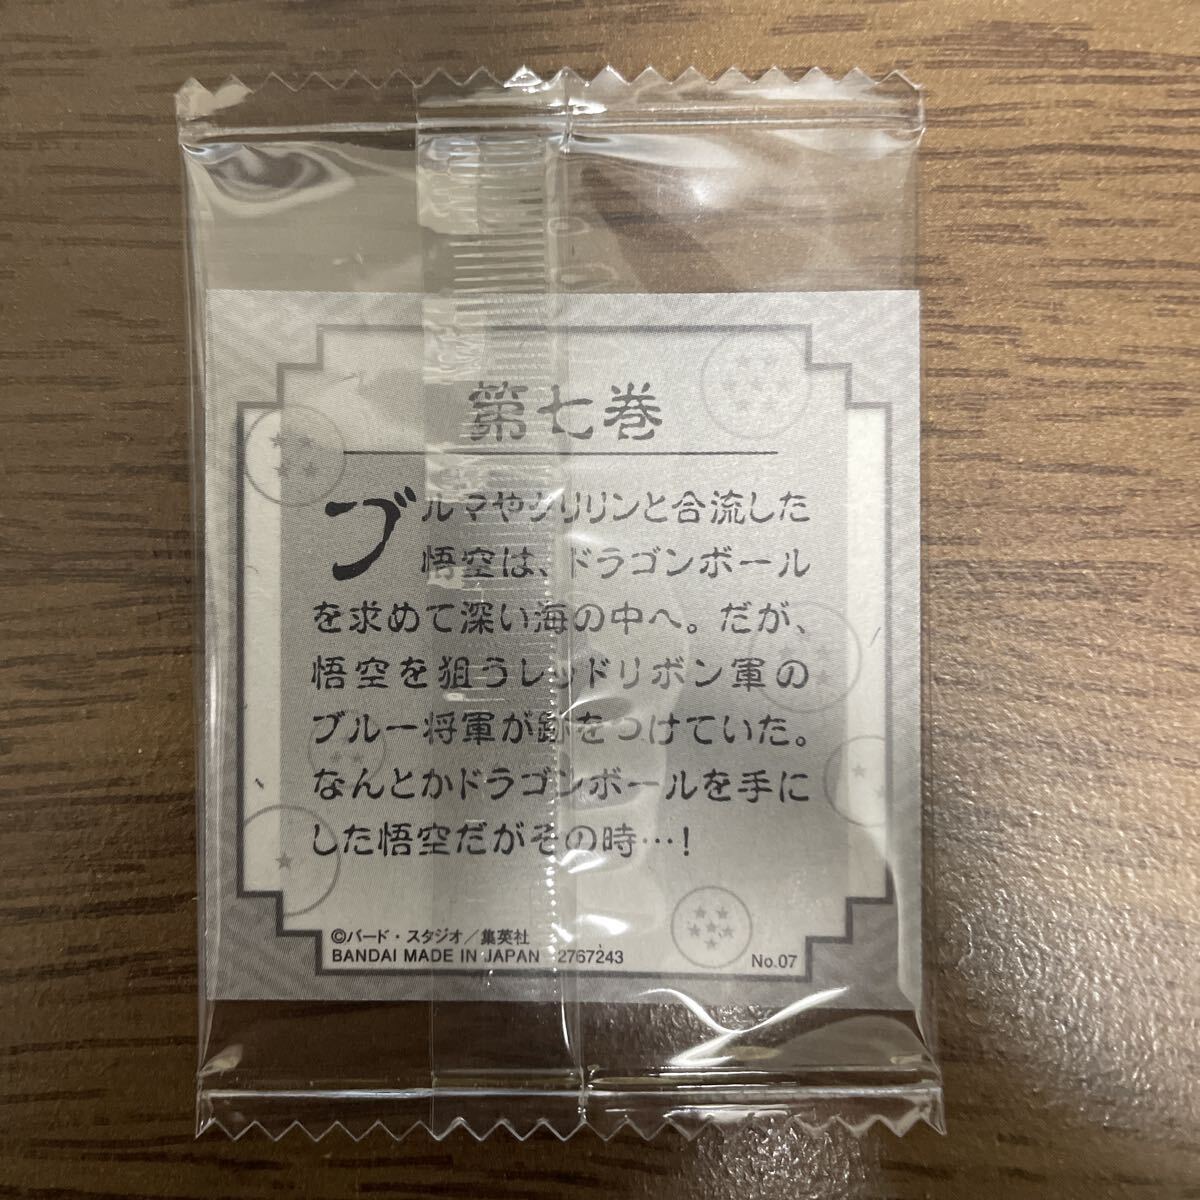 第七巻
ブルマやクリリンと合流した
悟空は、ドラゴンボール
を求めて深い海の中へ。だが、
悟空を狙うレッドリボン軍の
ブルー将軍が跡をつけていた。
なんとかドラゴンボールを手に
した悟空だがその時…!
©バード・スタジオ／集英社
BANDAI MADE IN JAPAN 2767243
No.07